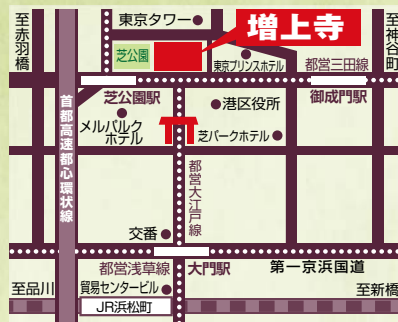 至赤羽橋
東京タワー
増上寺
至神谷町
芝公園
東京プリンスホテル
都営三田線
芝公園駅
港区役所
御成門駅
メルパルク
ホテル
芝パークホテル
首都高速都心環状線
都営大江戸線
交番
都営浅草線
大門駅
第一京浜国道
至品川
貿易センタービル
至新橋
JR浜松町